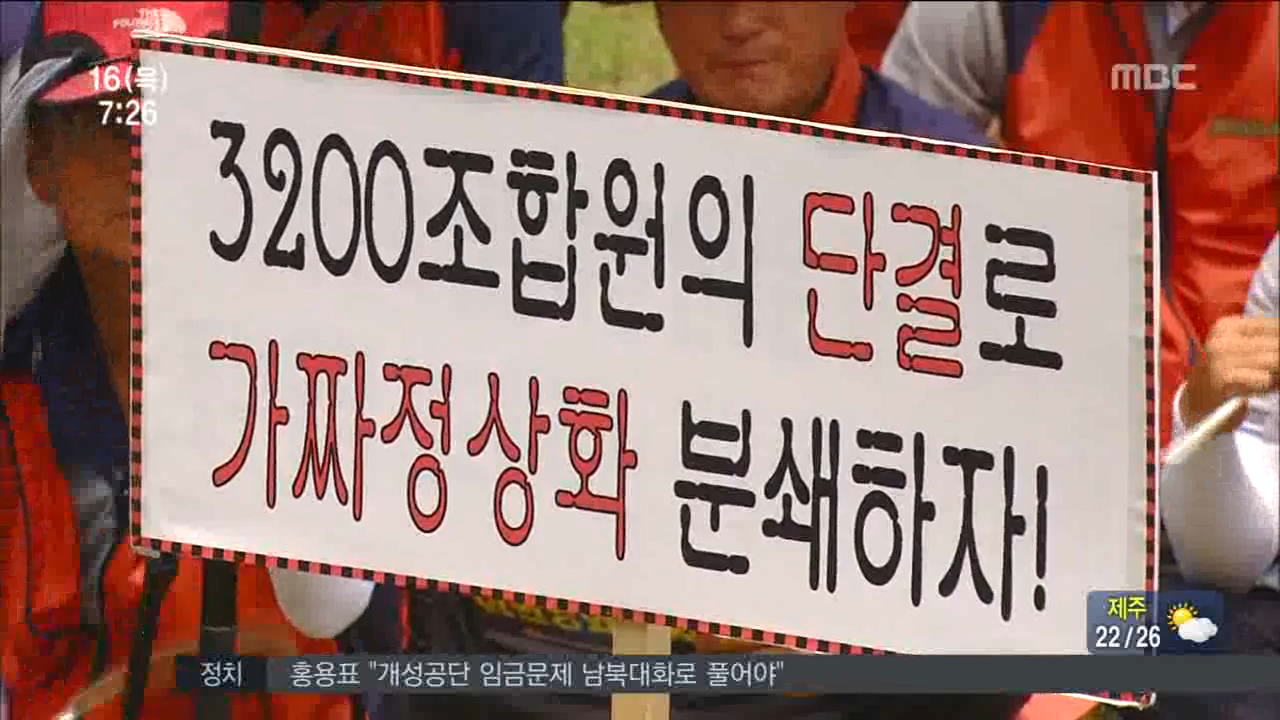 THE
16(목)
7:26
MBC
3200조합원의 단결로
가짜정상화 분쇄하자!
제주
22/26
정치 홍용표 "개성공단 임금문제 남북대화로 풀어야"